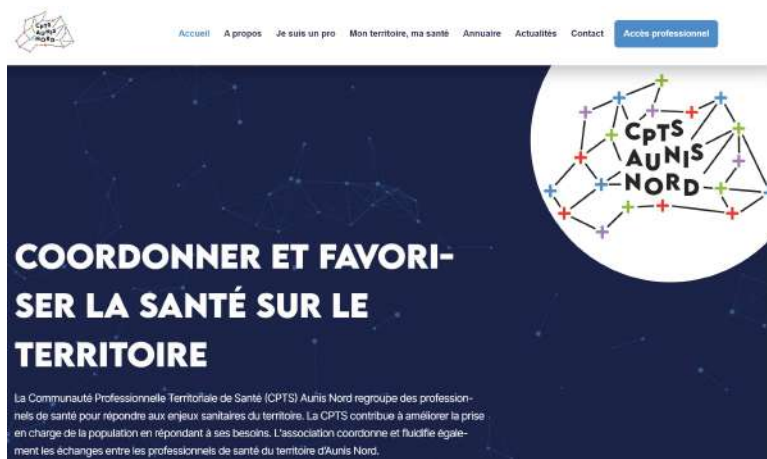 CPTS
AUNIS
NORD
Accueil A propos Je suis un pro Mon territoire, ma santé Annuaire Actualités Contact Accès professionnel
CPTS
AUNIS
NORD
COORDONNER ET FAVORI-
SER LA SANTÉ SUR LE
TERRITOIRE
La Communauté Professionnelle Territoriale de Santé (CPTS) Aunis Nord regroupe des profession-
nels de santé pour répondre aux enjeux sanitaires du territoire. La CPTS contribue à améliorer la prise
en charge de la population en répondant à ses besoins. L'association coordonne et fluidifie égale-
ment les échanges entre les professionnels de santé du territoire d'Aunis Nord.